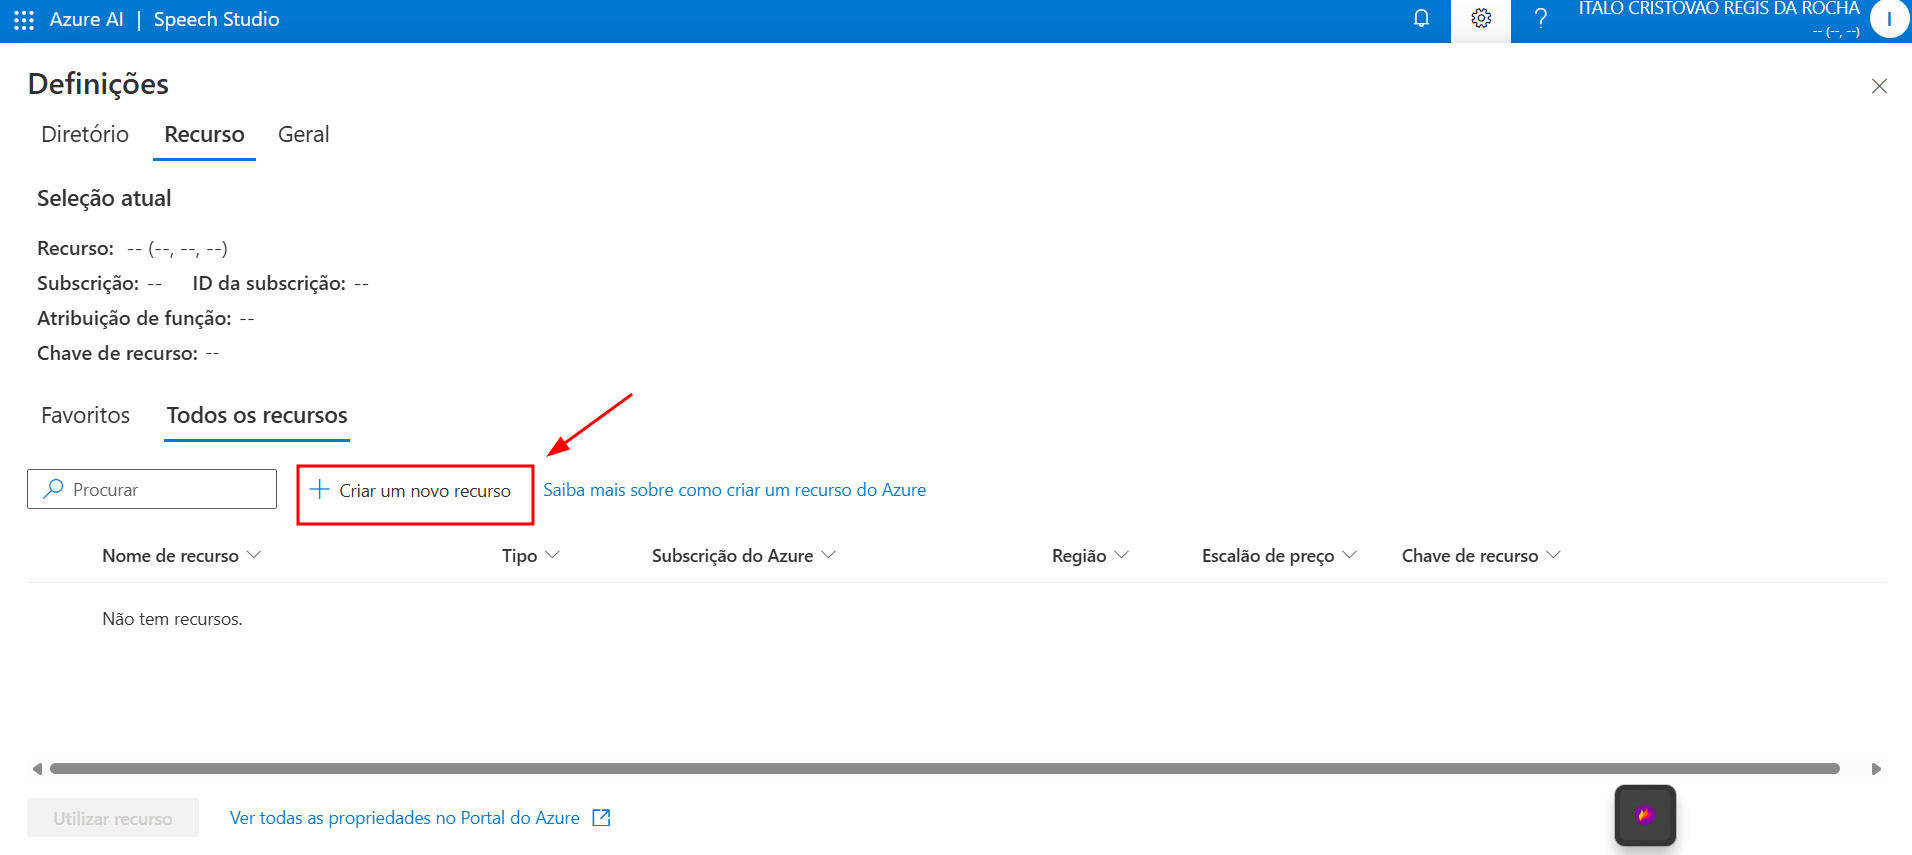 Azure AI | Speech Studio
?
ITALO CRISTOVAO REGIS DA ROCHA
-- (--, --)
I
Definições
Diretório Recurso Geral
Seleção atual
Recurso: -- (--, --, --)
Subscrição: -- ID da subscrição: --
Atribuição de função: --
Chave de recurso: --
Favoritos Todos os recursos
Procurar
Criar um novo recurso
Saiba mais sobre como criar um recurso do Azure
Nome de recurso Tipo Subscrição do Azure Região Escalão de preço Chave de recurso
Não tem recursos.
Utilizar recurso
Ver todas as propriedades no Portal do Azure